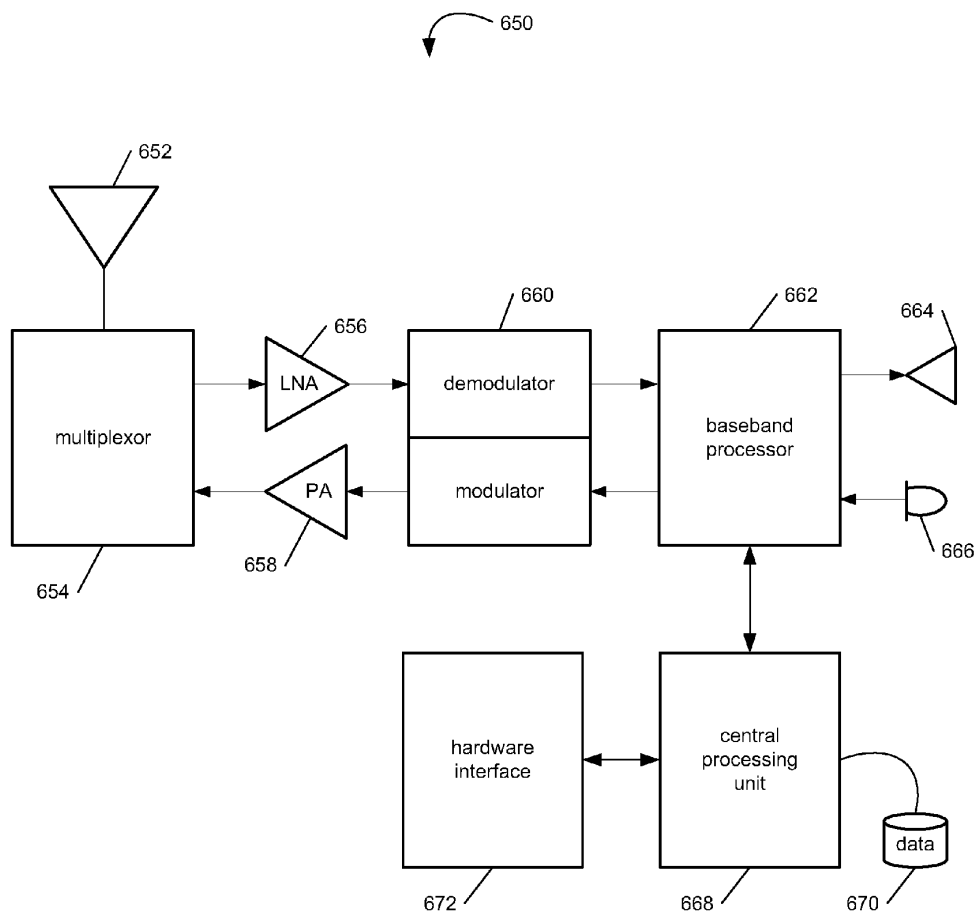 650
652
656
660
662
664
LNA
demodulator
multiplexor
baseband
processor
PA
modulator
654
658
666
hardware
interface
central
processing
unit
data
672
668
670